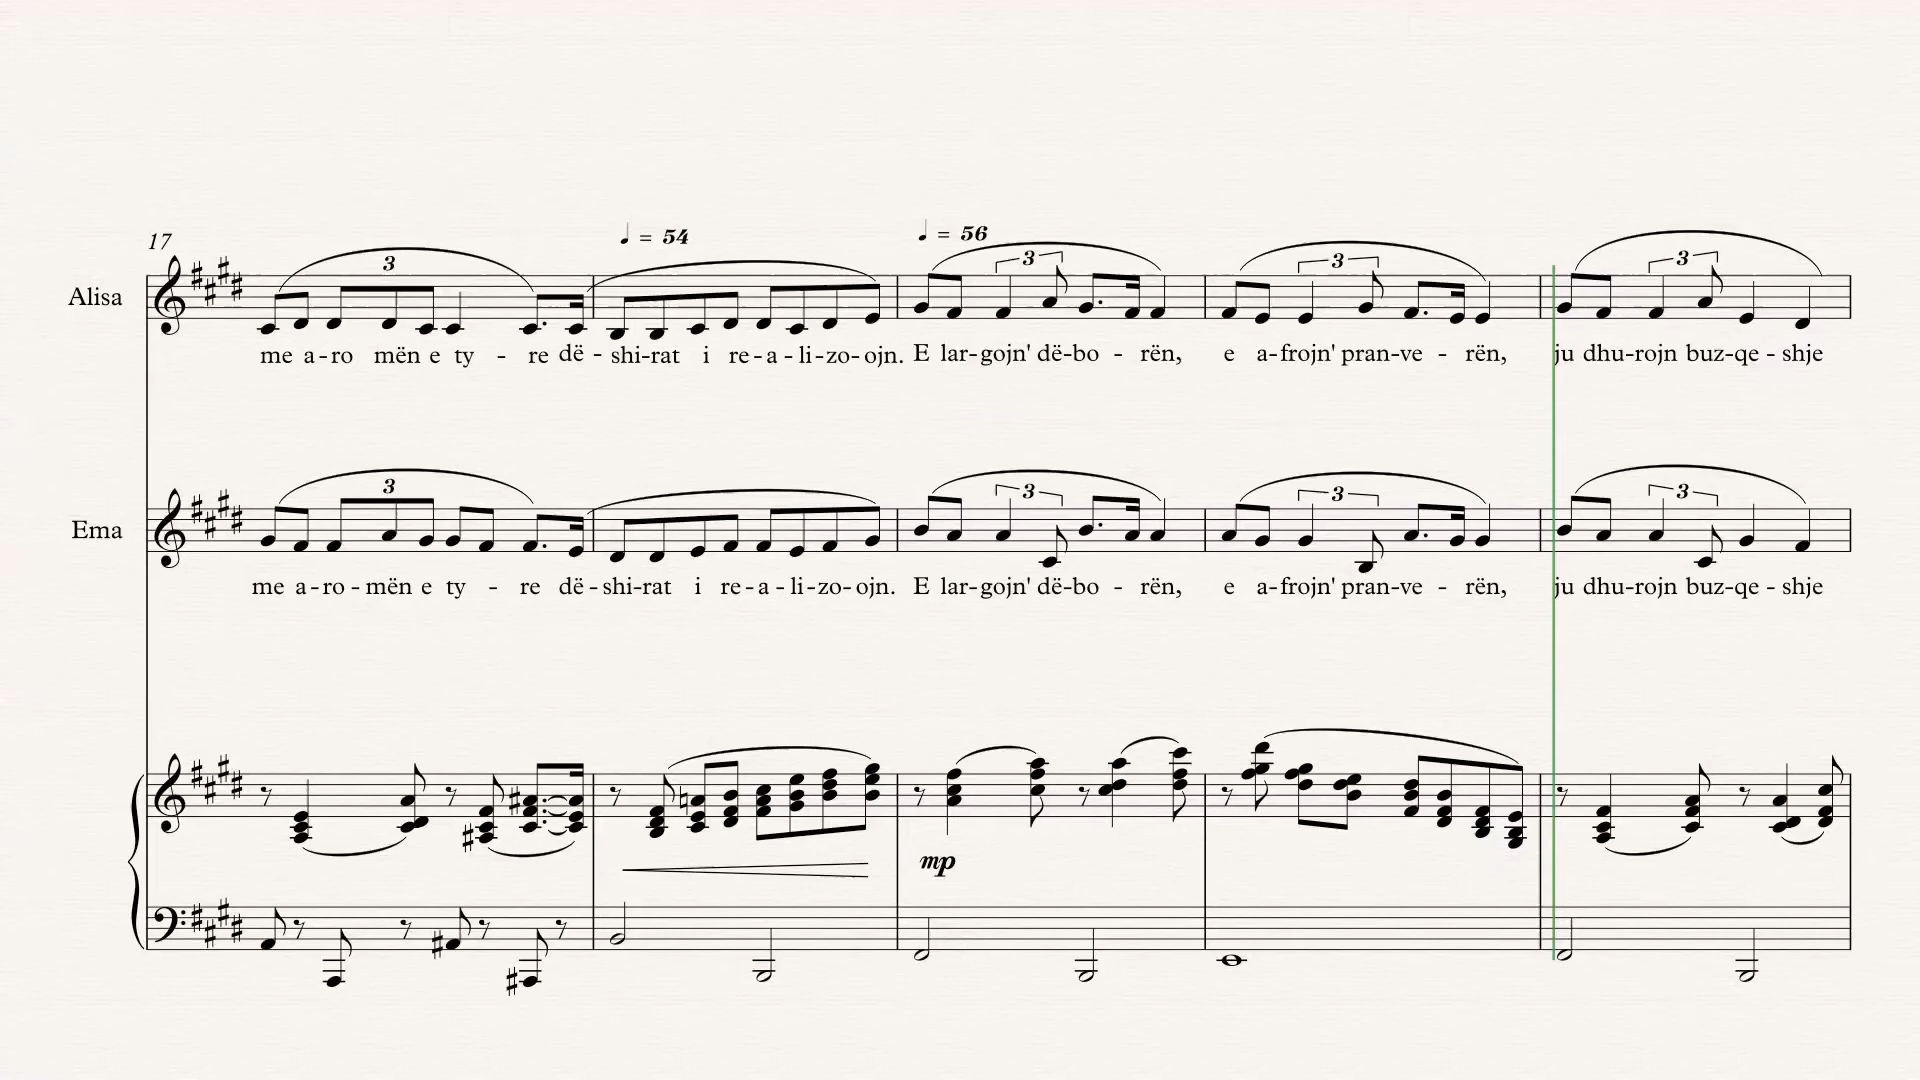 17
♩ = 54
♩ = 56
3 3 3 3
Alisa
me a - ro mën e ty - re dë - shi - rat i re - a - li - zo - ojn. E lar - gojn' dë - bo - rën, e a - frojn' pran - ve - rën, ju dhu - rojn buz - qe - shje
3 3 3 3
Ema
me a - ro - mën e ty - re dë - shi - rat i re - a - li - zo - ojn. E lar - gojn' dë - bo - rën, e a - frojn' pran - ve - rën, ju dhu - rojn buz - qe - shje
mp